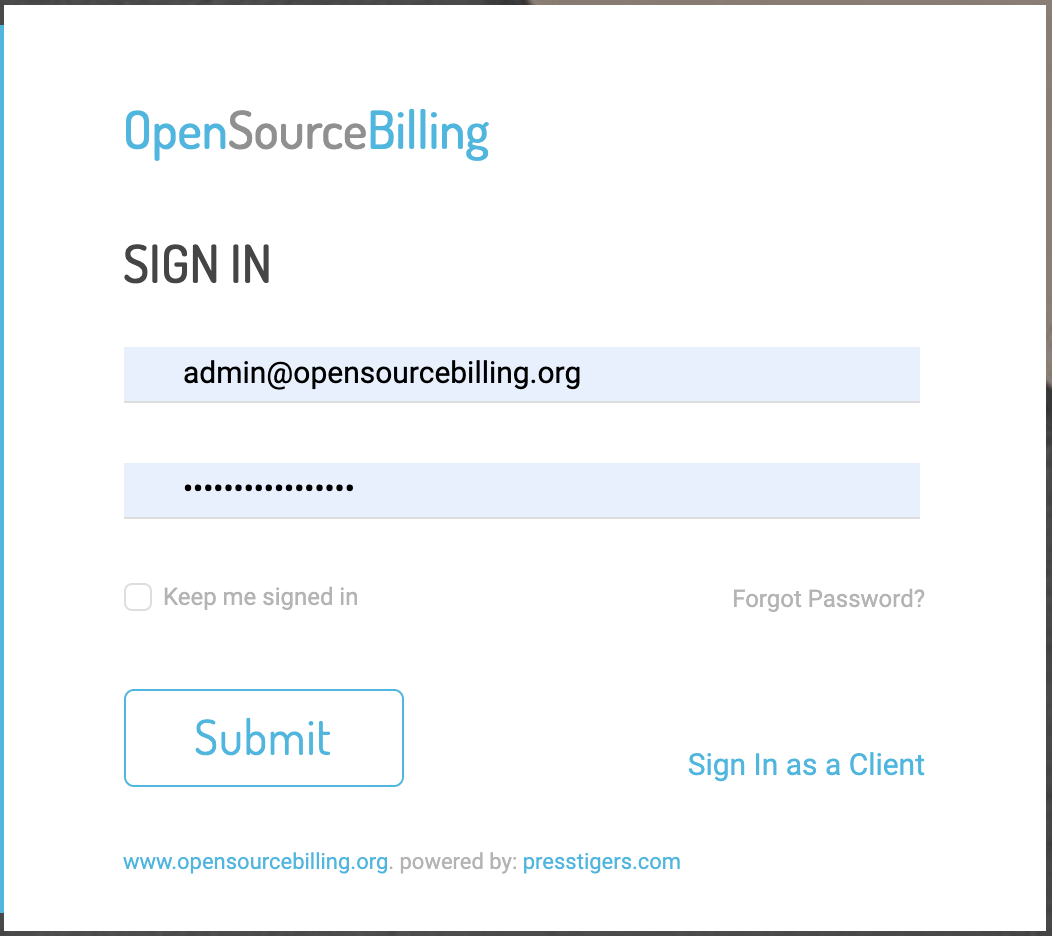 OpenSourceBilling
SIGN IN
admin@opensourcebilling.org
•••••••••••••••••
Keep me signed in
Forgot Password?
Submit
Sign In as a Client
www.opensourcebilling.org. powered by: presstigers.com